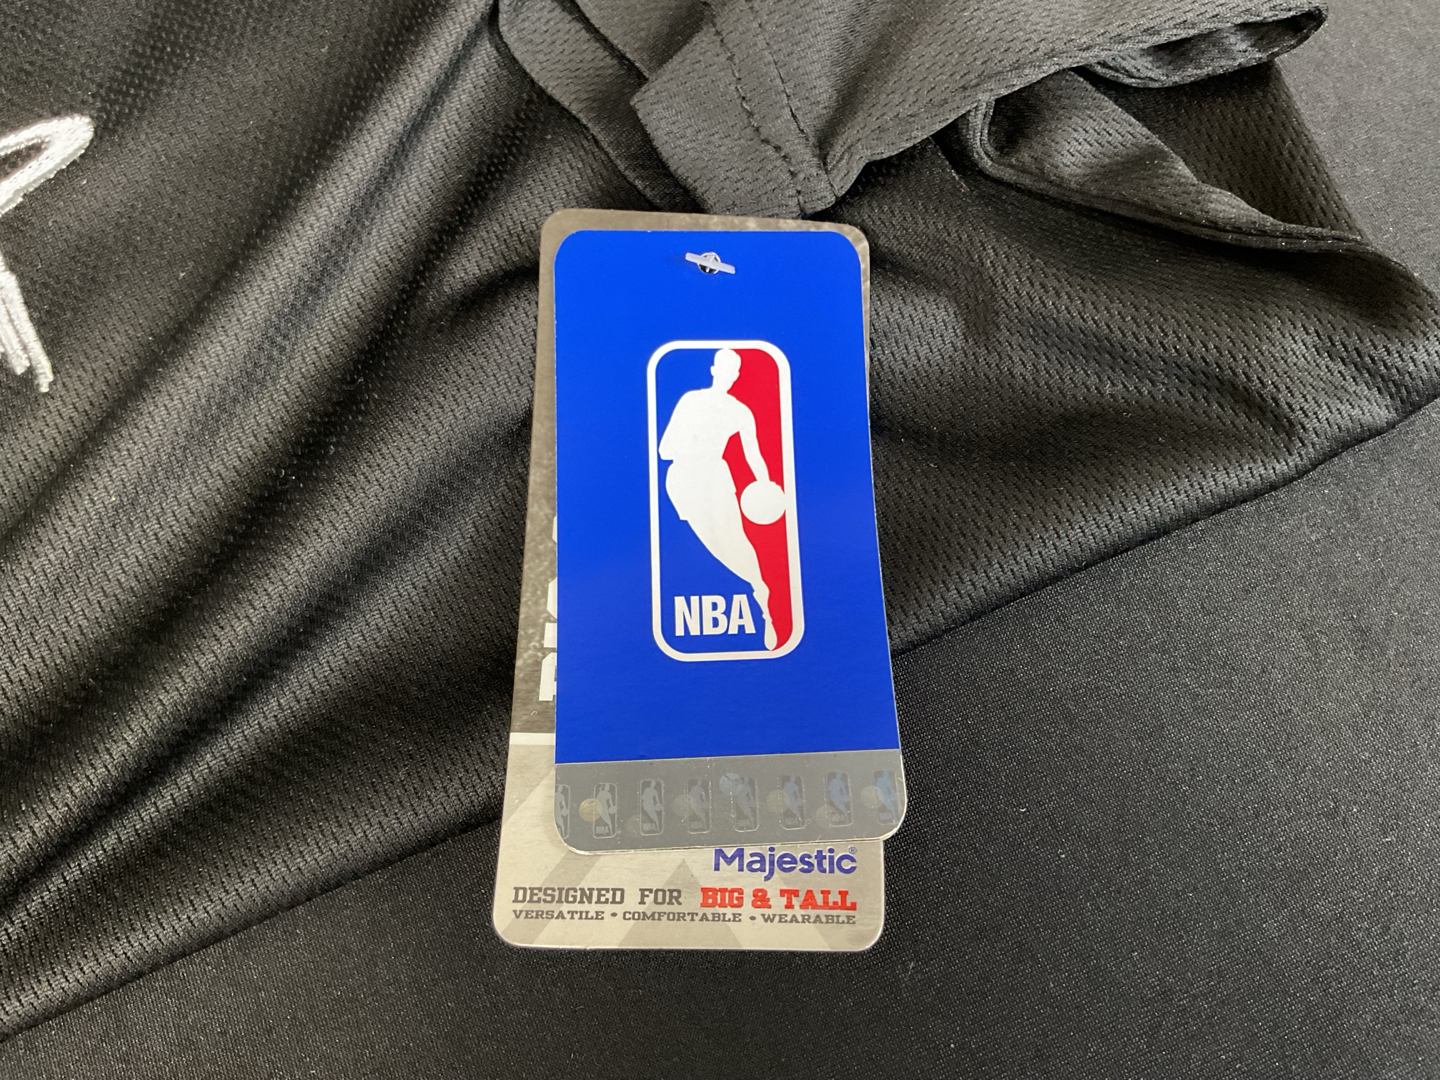 NBA
Majestic®
DESIGNED FOR BIG & TALL
VERSATILE • COMFORTABLE • WEARABLE